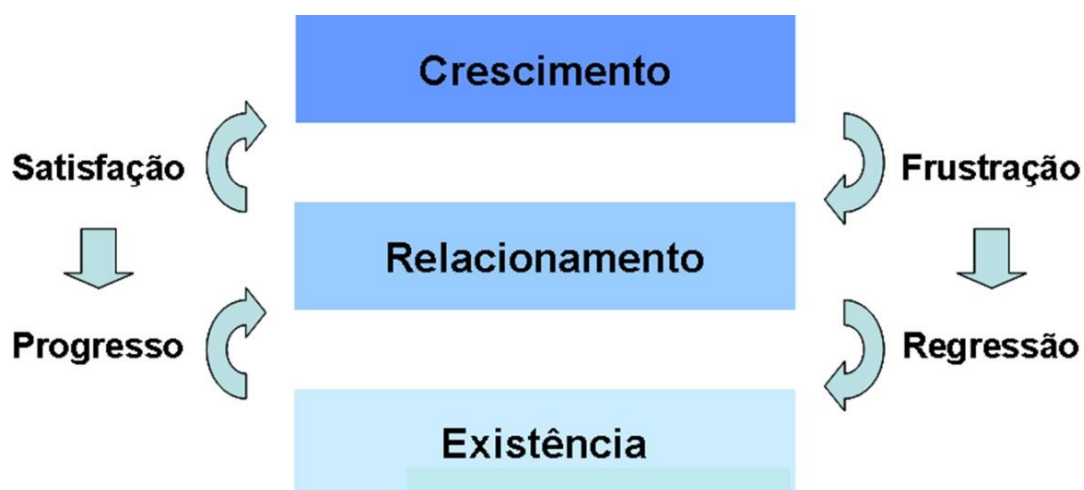 Crescimento
Satisfação
Frustração
Relacionamento
Progresso
Regressão
Existência